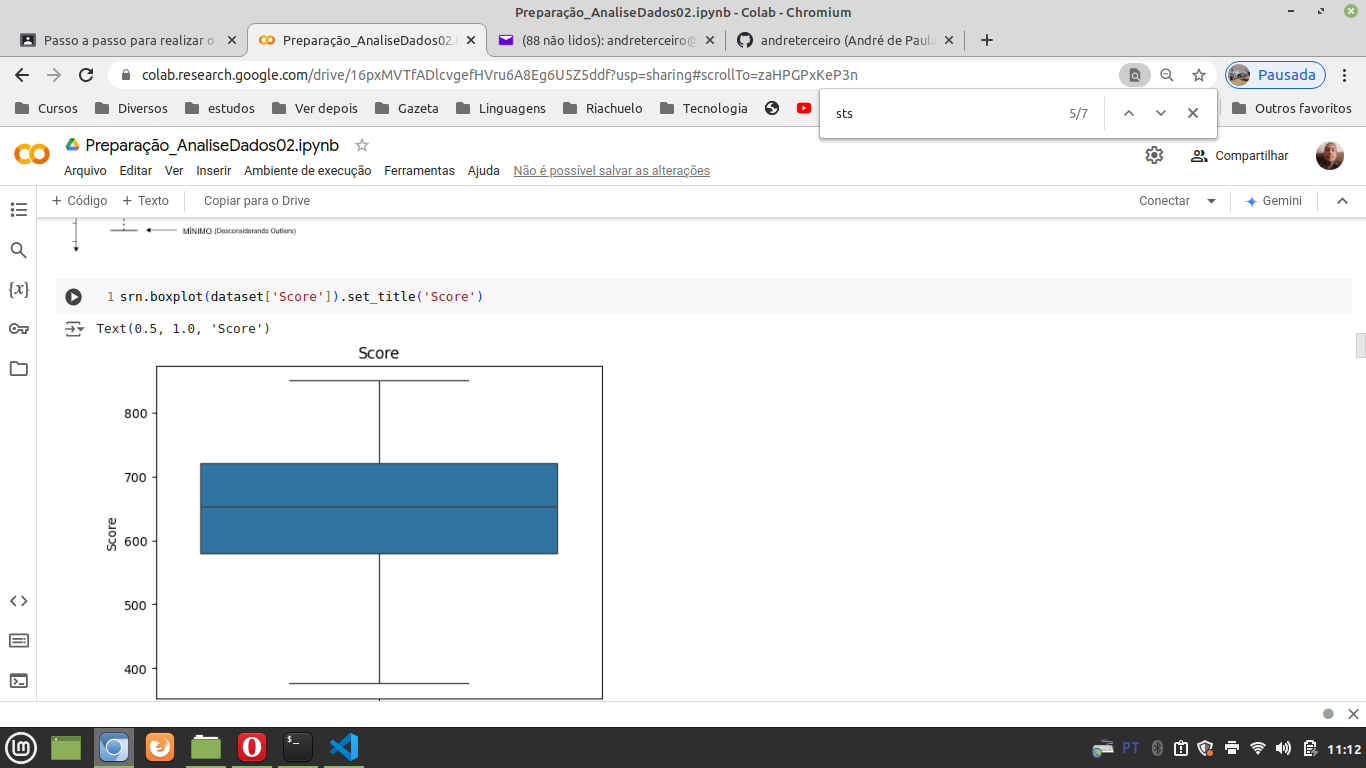 Preparação_AnaliseDados02.ipynb - Colab - Chromium
Passo a passo para realizar o
Preparação_AnaliseDados02.i
(88 não lidos): andreterceiro@
andreterceiro (André de Paula
colab.research.google.com/drive/16pxMVTfADlcvgefHVru6A8Eg6U5Z5ddf?usp=sharing#scrollTo=zaHPGPxKeP3n
Pausada
Cursos
Diversos
estudos
Ver depois
Gazeta
Linguagens
Riachuelo
Tecnologia
Outros favoritos
sts
5/7
Preparação_AnaliseDados02.ipynb
Arquivo Editar Ver Inserir Ambiente de execução Ferramentas Ajuda Não é possível salvar as alterações
Compartilhar
+ Código + Texto Copiar para o Drive
Conectar
Gemini
MÍNIMO (Desconsiderando Outliers)
{x}
1 srn.boxplot(dataset['Score']).set_title('Score')
Text(0.5, 1.0, 'Score')
Score
800
700
600
500
400
Score
PT
11:12